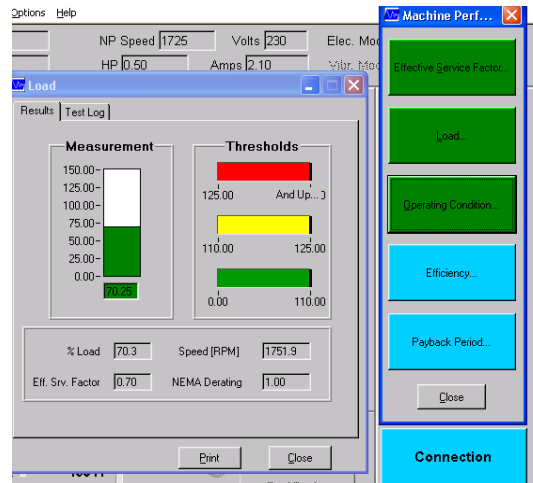 Options Help
NP Speed 1725 Volts 230 Elec. Mod
HP 0.50 Amps 2.10 Vibr. Mod
Load
Results Test Log
Measurement
150.00-
125.00-
100.00-
75.00-
50.00-
25.00-
0.00-
70.25
Thresholds
125.00 And Up...
110.00 125.00
0.00 110.00
% Load 70.3 Speed [RPM] 1751.9
Eff. Srv. Factor 0.70 NEMA Derating 1.00
Print Close
Machine Perf...
Effective Service Factor...
Load...
Operating Condition...
Efficiency...
Payback Period...
Close
Connection